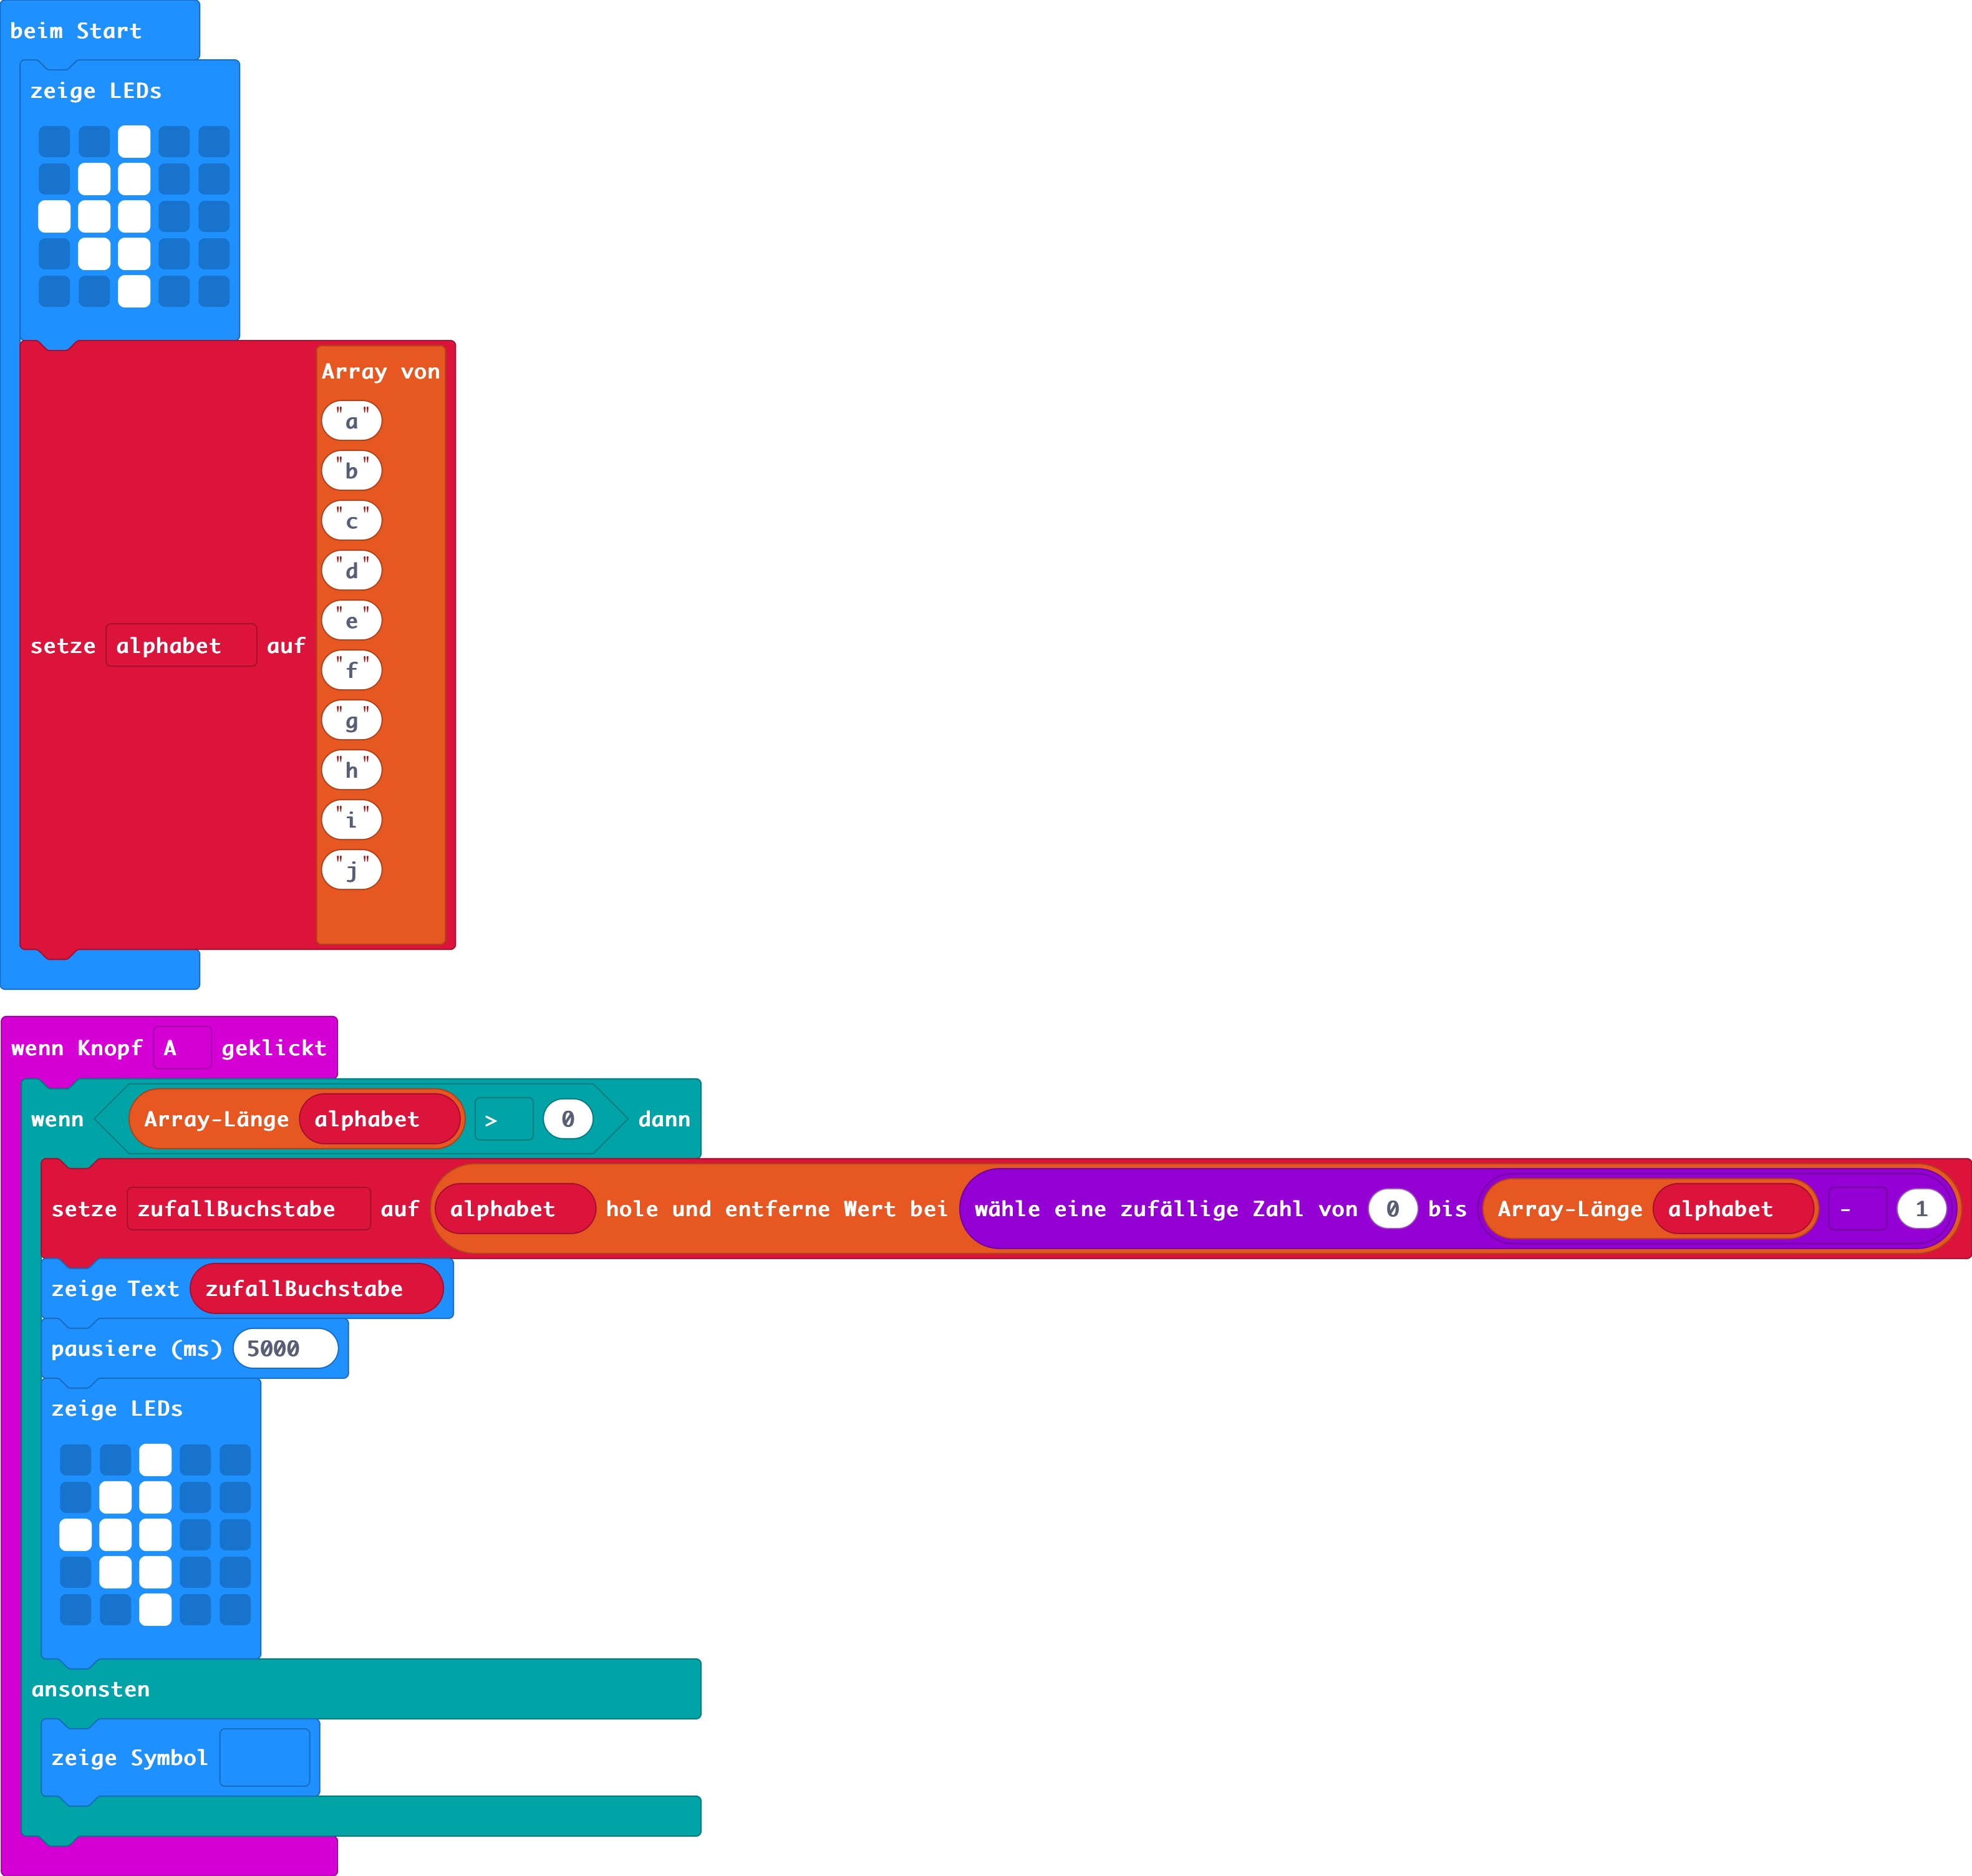 beim Start
zeige LEDs
Array von
"a"
"b"
"c"
"d"
"e"
"f"
"g"
"h"
"i"
"j"
setze alphabet auf
wenn Knopf A geklickt
wenn Array-Länge alphabet > 0 dann
setze zufallBuchstabe auf alphabet hole und entferne Wert bei wähle eine zufällige Zahl von 0 bis Array-Länge alphabet - 1
zeige Text zufallBuchstabe
pausiere (ms) 5000
zeige LEDs
ansonsten
zeige Symbol